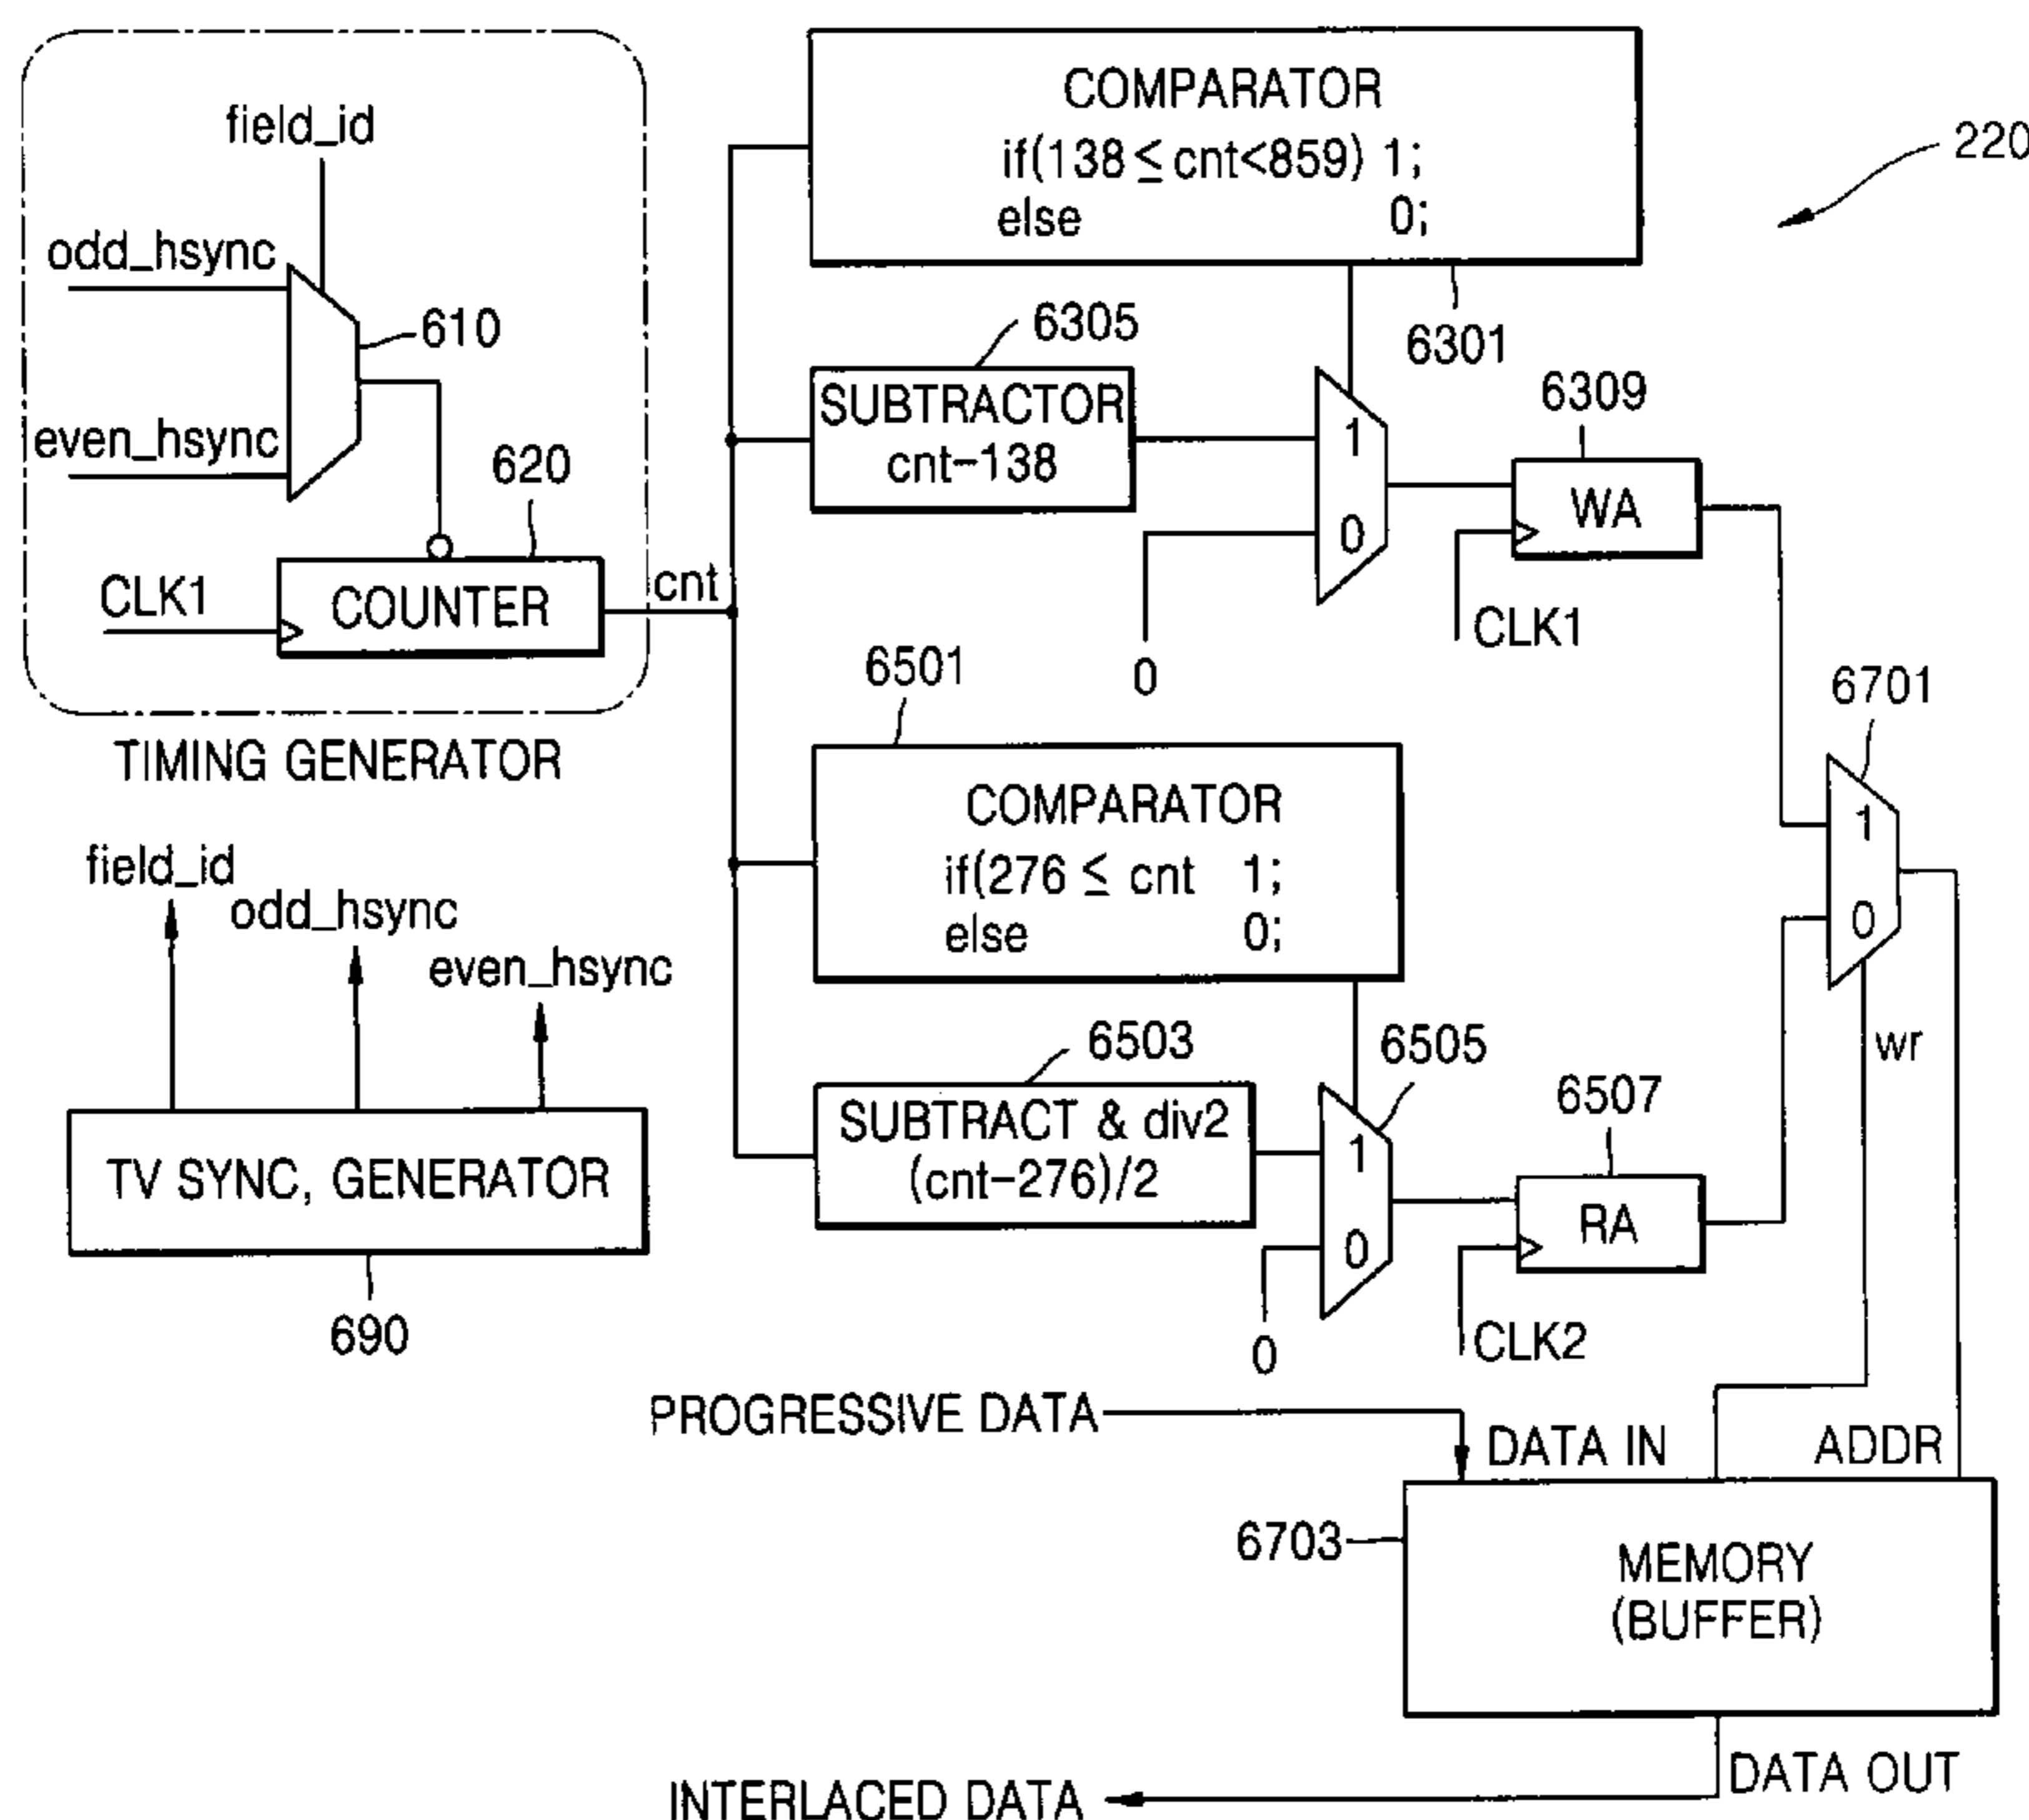 COMPARATOR
if(138 ≤ cnt<859) 1;
else 0;
220
field_id
odd_hsync
610
even_hsync
620
CLK1
COUNTER
cnt
TIMING GENERATOR
6305
6301
SUBTRACTOR
cnt-138
1
0
0
6309
WA
CLK1
6501
COMPARATOR
if(276 ≤ cnt 1;
else 0;
6701
1
0
wr
field_id
odd_hsync
even_hsync
TV SYNC, GENERATOR
690
6503
SUBTRACT & div2
(cnt-276)/2
6505
1
0
0
6507
RA
CLK2
PROGRESSIVE DATA
DATA IN
ADDR
6703
MEMORY
(BUFFER)
DATA OUT
INTERLACED DATA